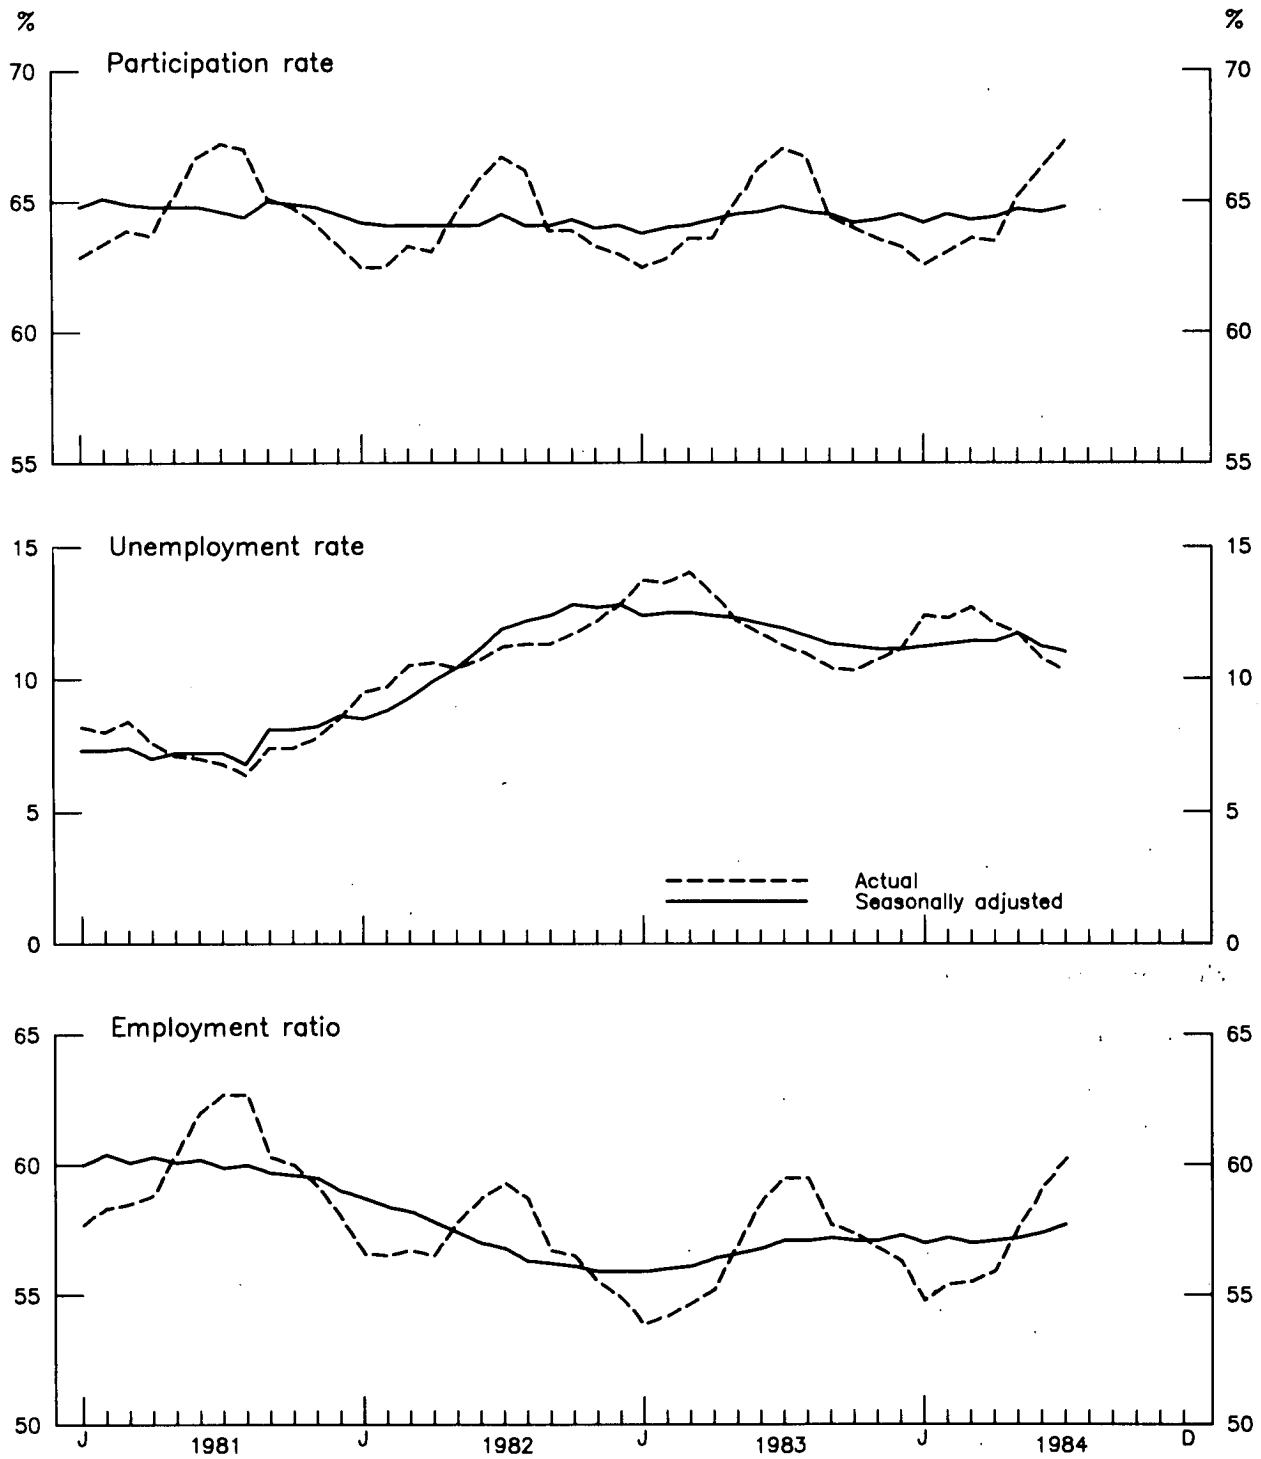 % %
Participation rate
70 70
65 65
60 60
55 55
Unemployment rate
15 15
10 10
5 5
Actual
Seasonally adjusted
0 0
Employment ratio
65 65
60 60
55 55
50 50
J 1981 J 1982 J 1983 J 1984 D